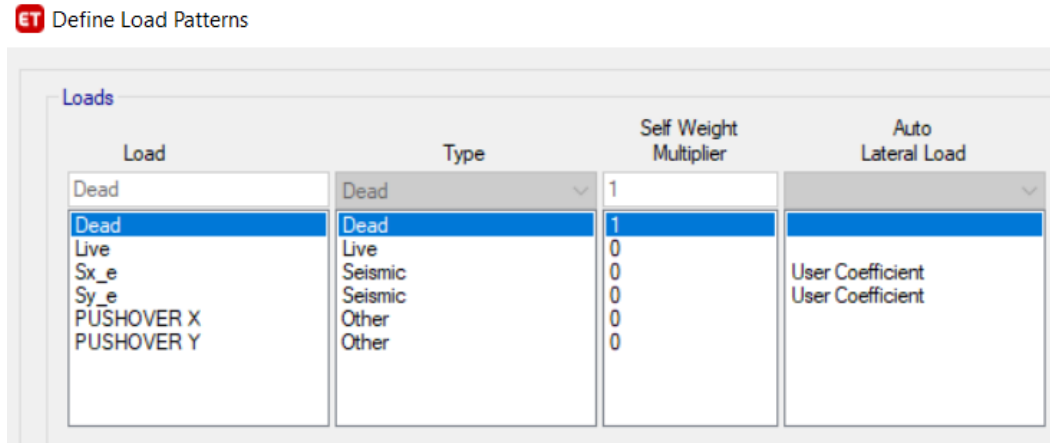 ET Define Load Patterns
Loads
Load Type Self Weight Multiplier Auto Lateral Load
Dead Dead 1
Dead Dead 1
Live Live 0
Sx_e Seismic 0 User Coefficient
Sy_e Seismic 0 User Coefficient
PUSHOVER X Other 0
PUSHOVER Y Other 0